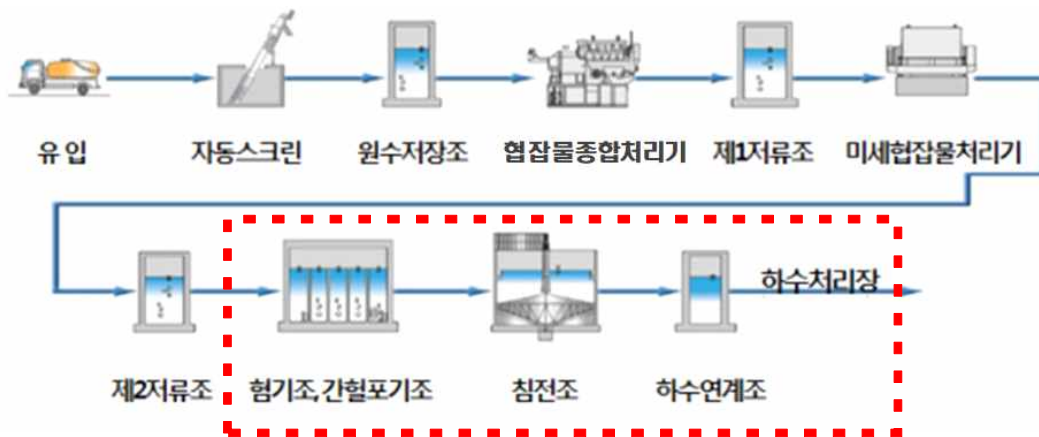 유 입
자동스크린
원수저장조
협잡물종합처리기
제1저류조
미세협잡물처리기
하수처리장
제2저류조
혐기조,간헐포기조
침전조
하수연계조